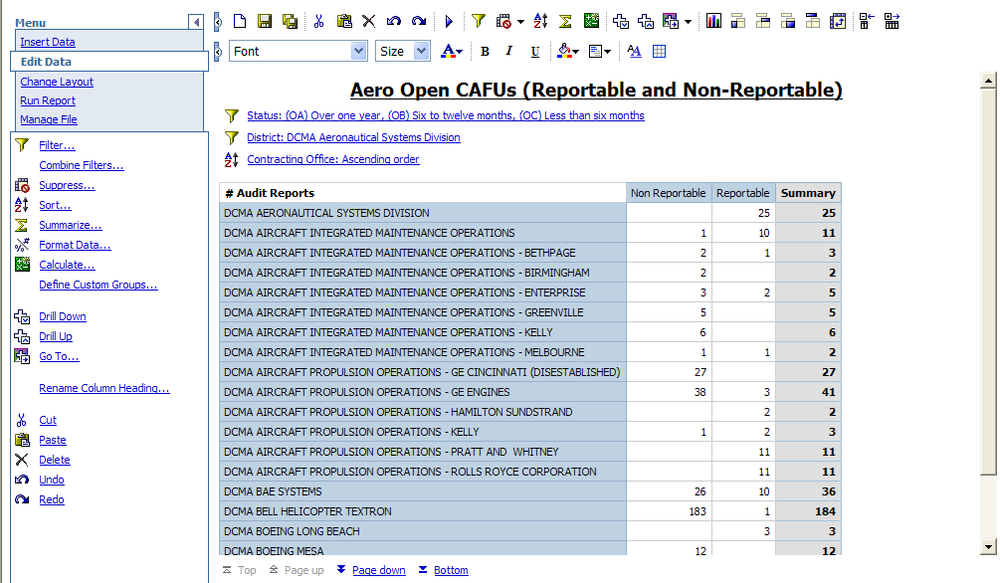 Menu
Insert Data
Edit Data
Change Layout
Run Report
Manage File
Filter...
Combine Filters...
Suppress...
Sort...
Summarize...
Format Data...
Calculate...
Define Custom Groups...
Drill Down
Drill Up
Go To...
Rename Column Heading...
Cut
Paste
Delete
Undo
Redo
Font Size A B I U AA
Aero Open CAFUs (Reportable and Non-Reportable)
Status: (OA) Over one year, (OB) Six to twelve months, (OC) Less than six months
District: DCMA Aeronautical Systems Division
Contracting Office: Ascending order
# Audit Reports Non Reportable Reportable Summary
DCMA AERONAUTICAL SYSTEMS DIVISION 25 25
DCMA AIRCRAFT INTEGRATED MAINTENANCE OPERATIONS 1 10 11
DCMA AIRCRAFT INTEGRATED MAINTENANCE OPERATIONS - BETHPAGE 2 1 3
DCMA AIRCRAFT INTEGRATED MAINTENANCE OPERATIONS - BIRMINGHAM 2 2
DCMA AIRCRAFT INTEGRATED MAINTENANCE OPERATIONS - ENTERPRISE 3 2 5
DCMA AIRCRAFT INTEGRATED MAINTENANCE OPERATIONS - GREENVILLE 5 5
DCMA AIRCRAFT INTEGRATED MAINTENANCE OPERATIONS - KELLY 6 6
DCMA AIRCRAFT INTEGRATED MAINTENANCE OPERATIONS - MELBOURNE 1 1 2
DCMA AIRCRAFT PROPULSION OPERATIONS - GE CINCINNATI (DISESTABLISHED) 27 27
DCMA AIRCRAFT PROPULSION OPERATIONS - GE ENGINES 38 3 41
DCMA AIRCRAFT PROPULSION OPERATIONS - HAMILTON SUNDSTRAND 2 2
DCMA AIRCRAFT PROPULSION OPERATIONS - KELLY 1 2 3
DCMA AIRCRAFT PROPULSION OPERATIONS - PRATT AND WHITNEY 11 11
DCMA AIRCRAFT PROPULSION OPERATIONS - ROLLS ROYCE CORPORATION 11 11
DCMA BAE SYSTEMS 26 10 36
DCMA BELL HELICOPTER TEXTRON 183 1 184
DCMA BOEING LONG BEACH 3 3
DCMA BOEING MESA 12 12
Top Page up Page down Bottom